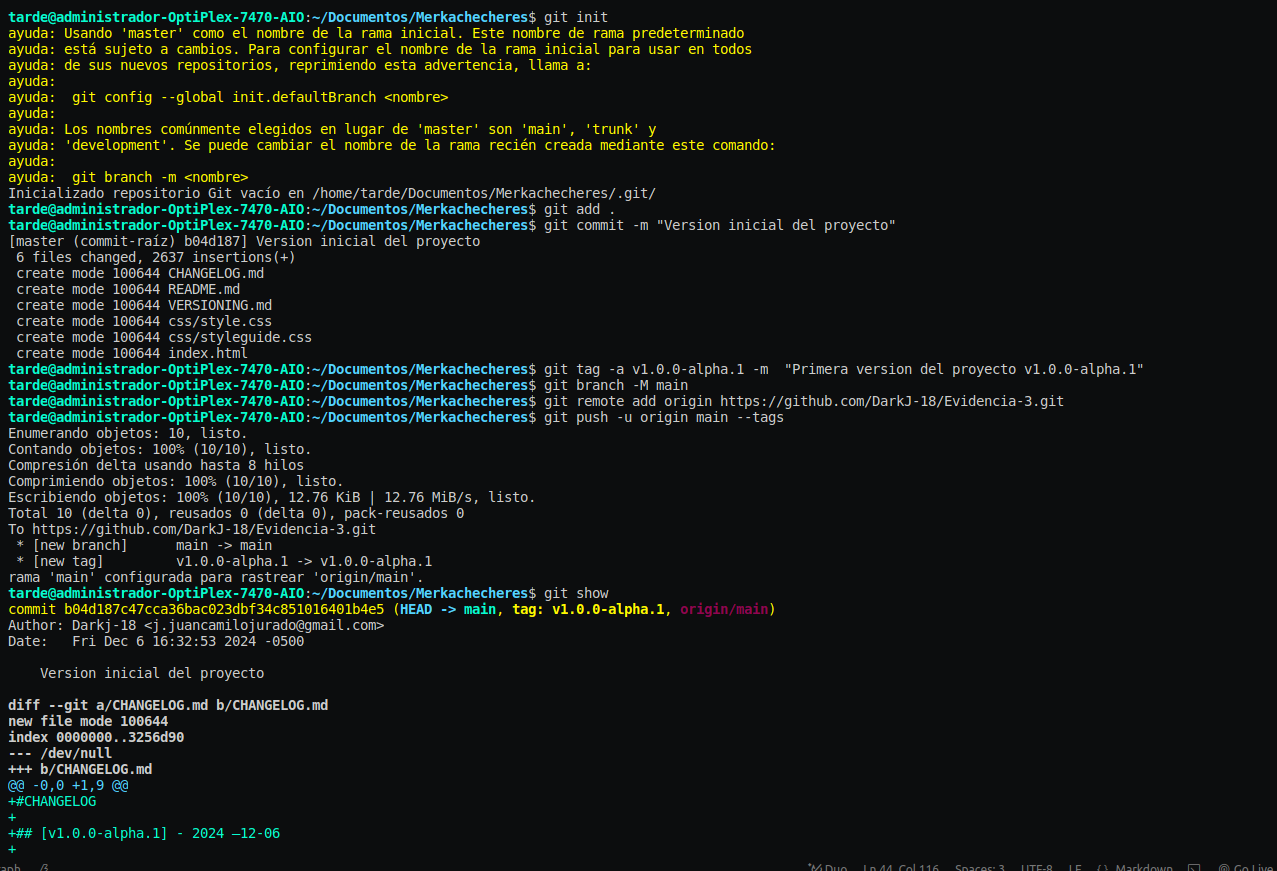 tarde@administrador-OptiPlex-7470-AIO:~/Documentos/Merkachecheres$ git init
ayuda: Usando 'master' como el nombre de la rama inicial. Este nombre de rama predeterminado
ayuda: está sujeto a cambios. Para configurar el nombre de la rama inicial para usar en todos
ayuda: de sus nuevos repositorios, reprimiendo esta advertencia, llama a:
ayuda:
ayuda:  git config --global init.defaultBranch <nombre>
ayuda:
ayuda: Los nombres comúnmente elegidos en lugar de 'master' son 'main', 'trunk' y
ayuda: 'development'. Se puede cambiar el nombre de la rama recién creada mediante este comando:
ayuda:
ayuda:  git branch -m <nombre>
Inicializado repositorio Git vacío en /home/tarde/Documentos/Merkachecheres/.git/
tarde@administrador-OptiPlex-7470-AIO:~/Documentos/Merkachecheres$ git add .
tarde@administrador-OptiPlex-7470-AIO:~/Documentos/Merkachecheres$ git commit -m "Version inicial del proyecto"
[master (commit-raíz) b04d187] Version inicial del proyecto
 6 files changed, 2637 insertions(+)
 create mode 100644 CHANGELOG.md
 create mode 100644 README.md
 create mode 100644 VERSIONING.md
 create mode 100644 css/style.css
 create mode 100644 css/styleguide.css
 create mode 100644 index.html
tarde@administrador-OptiPlex-7470-AIO:~/Documentos/Merkachecheres$ git tag -a v1.0.0-alpha.1 -m  "Primera version del proyecto v1.0.0-alpha.1"
tarde@administrador-OptiPlex-7470-AIO:~/Documentos/Merkachecheres$ git branch -M main
tarde@administrador-OptiPlex-7470-AIO:~/Documentos/Merkachecheres$ git remote add origin https://github.com/DarkJ-18/Evidencia-3.git
tarde@administrador-OptiPlex-7470-AIO:~/Documentos/Merkachecheres$ git push -u origin main --tags
Enumerando objetos: 10, listo.
Contando objetos: 100% (10/10), listo.
Compresión delta usando hasta 8 hilos
Comprimiendo objetos: 100% (10/10), listo.
Escribiendo objetos: 100% (10/10), 12.76 KiB | 12.76 MiB/s, listo.
Total 10 (delta 0), reusados 0 (delta 0), pack-reusados 0
To https://github.com/DarkJ-18/Evidencia-3.git
 * [new branch]      main -> main
 * [new tag]         v1.0.0-alpha.1 -> v1.0.0-alpha.1
rama 'main' configurada para rastrear 'origin/main'.
tarde@administrador-OptiPlex-7470-AIO:~/Documentos/Merkachecheres$ git show
commit b04d187c47cca36bac023dbf34c851016401b4e5 (HEAD -> main, tag: v1.0.0-alpha.1, origin/main)
Author: Darkj-18 <j.juancamilojurado@gmail.com>
Date:   Fri Dec 6 16:32:53 2024 -0500

    Version inicial del proyecto

diff --git a/CHANGELOG.md b/CHANGELOG.md
new file mode 100644
index 0000000..3256d90
--- /dev/null
+++ b/CHANGELOG.md
@@ -0,0 +1,9 @@
+#CHANGELOG
+
+## [v1.0.0-alpha.1] - 2024 –12-06
+
Duo Ln 44, Col 116 Spaces: 3 UTF-8 LF {} Markdown Go Live